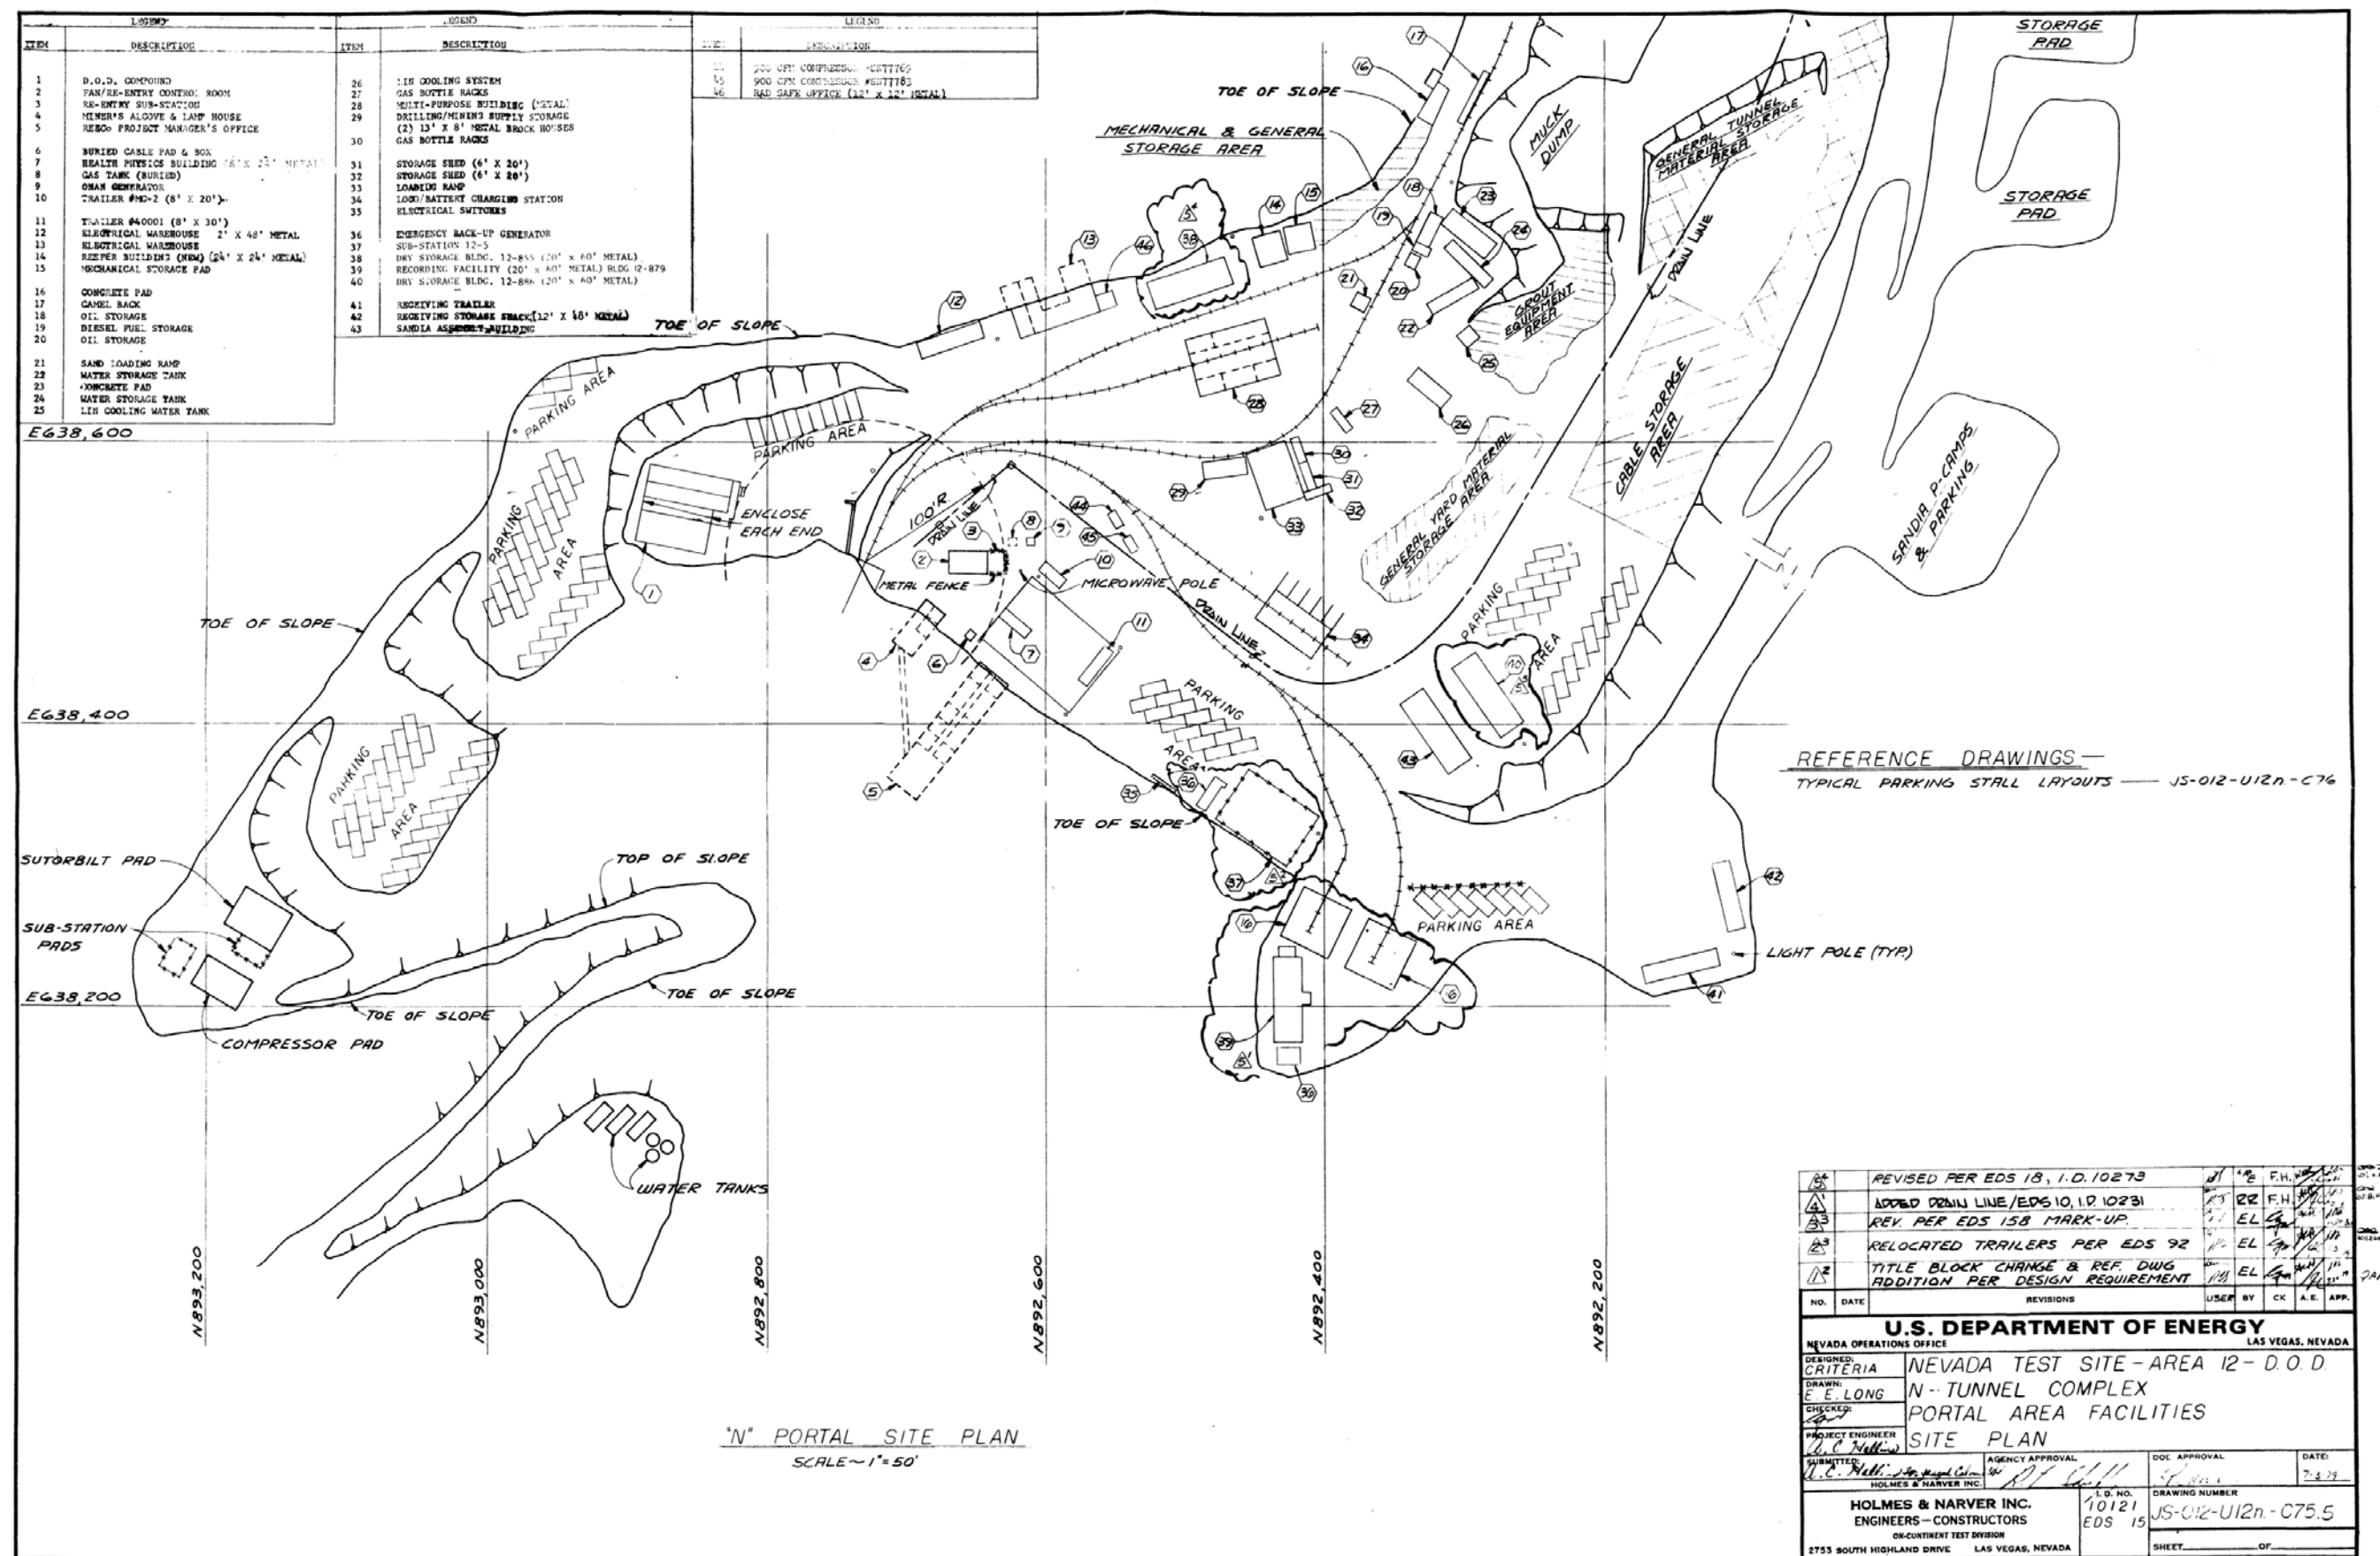 LEGEND
ITEM DESCRIPTION
1 D.O.D. COMPOUND
2 FAN/RE-ENTRY CONTROL ROOM
3 RE-ENTRY SUB-STATION
4 MINER'S ALCOVE & LAMP HOUSE
5 REECo PROJECT MANAGER'S OFFICE
6 BURIED CABLE PAD & BOX
7 HEALTH PHYSICS BUILDING
8 GAS TANK (BURIED)
9 ONAN GENERATOR
10 TRAILER #MC-2 (8' X 20')
11 TRAILER #40001 (8' X 30')
12 ELECTRICAL WAREHOUSE 2' X 48' METAL
13 ELECTRICAL WAREHOUSE
14 REEPER BUILDING (NEW) (24' X 24' METAL)
15 MECHANICAL STORAGE PAD
16 CONCRETE PAD
17 CAMEL BACK
18 OIL STORAGE
19 DIESEL FUEL STORAGE
20 OIL STORAGE
21 SAND LOADING RAMP
22 WATER STORAGE TANK
23 CONCRETE PAD
24 WATER STORAGE TANK
25 LIN COOLING WATER TANK
LEGEND
ITEM DESCRIPTION
26 LIN COOLING SYSTEM
27 GAS BOTTLE RACKS
28 MULTI-PURPOSE BUILDING (METAL)
29 DRILLING/MINING SUPPLY STORAGE
(2) 13' X 8' METAL BROCK HOUSES
30 GAS BOTTLE RACKS
31 STORAGE SHED (6' X 20')
32 STORAGE SHED (6' X 20')
33 LOADING RAMP
34 LOCO/BATTERY CHARGING STATION
35 ELECTRICAL SWITCHES
36 EMERGENCY BACK-UP GENERATOR
37 SUB-STATION 12-5
38 DRY STORAGE BLDG. 12-855 (20' x 60' METAL)
39 RECORDING FACILITY (20' x 60' METAL) BLDG 12-879
40 DRY STORAGE BLDG. 12-886 (20' x 60' METAL)
41 RECEIVING TRAILER
42 RECEIVING STORAGE SHACK (12' X 48' METAL)
43 SANDIA ASSEMBLY BUILDING
LEGEND
DESCRIPTION
900 CFM COMPRESSOR
45 900 CFM COMPRESSOR
46 RAD SAFE OFFICE (12' X 12' METAL)
STORAGE
PAD
TOE OF SLOPE
MECHANICAL & GENERAL
STORAGE AREA
MUCK
DUMP
GENERAL TUNNEL
MATERIAL STORAGE
AREA
STORAGE
PAD
DRAIN LINE
GROUT
EQUIPMENT
AREA
TOE OF SLOPE
PARKING AREA
PARKING AREA
CABLE STORAGE
AREA
GENERAL YARD MATERIAL
STORAGE AREA
SANDIA P-CAMPS
& PARKING
E638,600
ENCLOSE
EACH END
100'R.
DRAIN LINE
METAL FENCE
MICROWAVE POLE
DRAIN LINE
PARKING
AREA
PARKING
AREA
TOE OF SLOPE
E638,400
PARKING
AREA
PARKING
AREA
TOE OF SLOPE
REFERENCE DRAWINGS
TYPICAL PARKING STALL LAYOUTS — JS-012-U12n-C76
SUTORBILT PAD
TOP OF SLOPE
SUB-STATION
PADS
PARKING AREA
LIGHT POLE (TYP.)
E638,200
TOE OF SLOPE
TOE OF SLOPE
COMPRESSOR PAD
WATER TANKS
N893,200
N893,000
N892,800
N892,600
N892,400
N892,200
"N" PORTAL SITE PLAN
SCALE ~ 1"=50'
REVISED PER EDS 18, I.D. 10273 F.H.
ADDED DRAIN LINE/EDS 10, I.D. 10231 RR F.H.
REV. PER EDS 158 MARK-UP. EL
RELOCATED TRAILERS PER EDS 92 EL
TITLE BLOCK CHANGE & REF. DWG
ADDITION PER DESIGN REQUIREMENT EL
NO. DATE REVISIONS USER BY CK A.E. APP.
U.S. DEPARTMENT OF ENERGY
NEVADA OPERATIONS OFFICE LAS VEGAS, NEVADA
DESIGNED: CRITERIA
NEVADA TEST SITE - AREA 12 - D.O.D.
DRAWN: E.E. LONG
N - TUNNEL COMPLEX
CHECKED:
PORTAL AREA FACILITIES
PROJECT ENGINEER
SITE PLAN
SUBMITTED: HOLMES & NARVER INC.
AGENCY APPROVAL
DOE APPROVAL
DATE:
HOLMES & NARVER INC.
ENGINEERS—CONSTRUCTORS
ON-CONTINENT TEST DIVISION
2753 SOUTH HIGHLAND DRIVE LAS VEGAS, NEVADA
I.D. NO.
10121
EDS 15
DRAWING NUMBER
JS-012-U12n-C75.5
SHEET OF